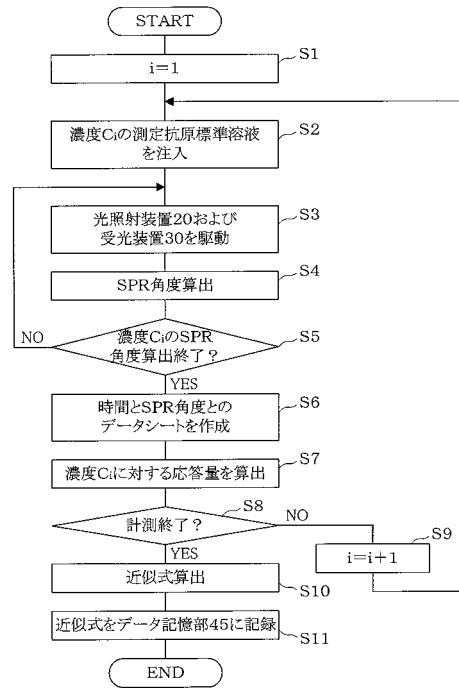 START
i=1
S1
濃度Ciの測定抗原標準溶液
を注入
S2
光照射装置20および
受光装置30を駆動
S3
SPR角度算出
S4
濃度CiのSPR
角度算出終了?
S5
NO
YES
時間とSPR角度との
データシートを作成
S6
濃度Ciに対する応答量を算出
S7
計測終了?
S8
NO
YES
i=i+1
S9
近似式算出
S10
近似式をデータ記憶部45に記録
S11
END